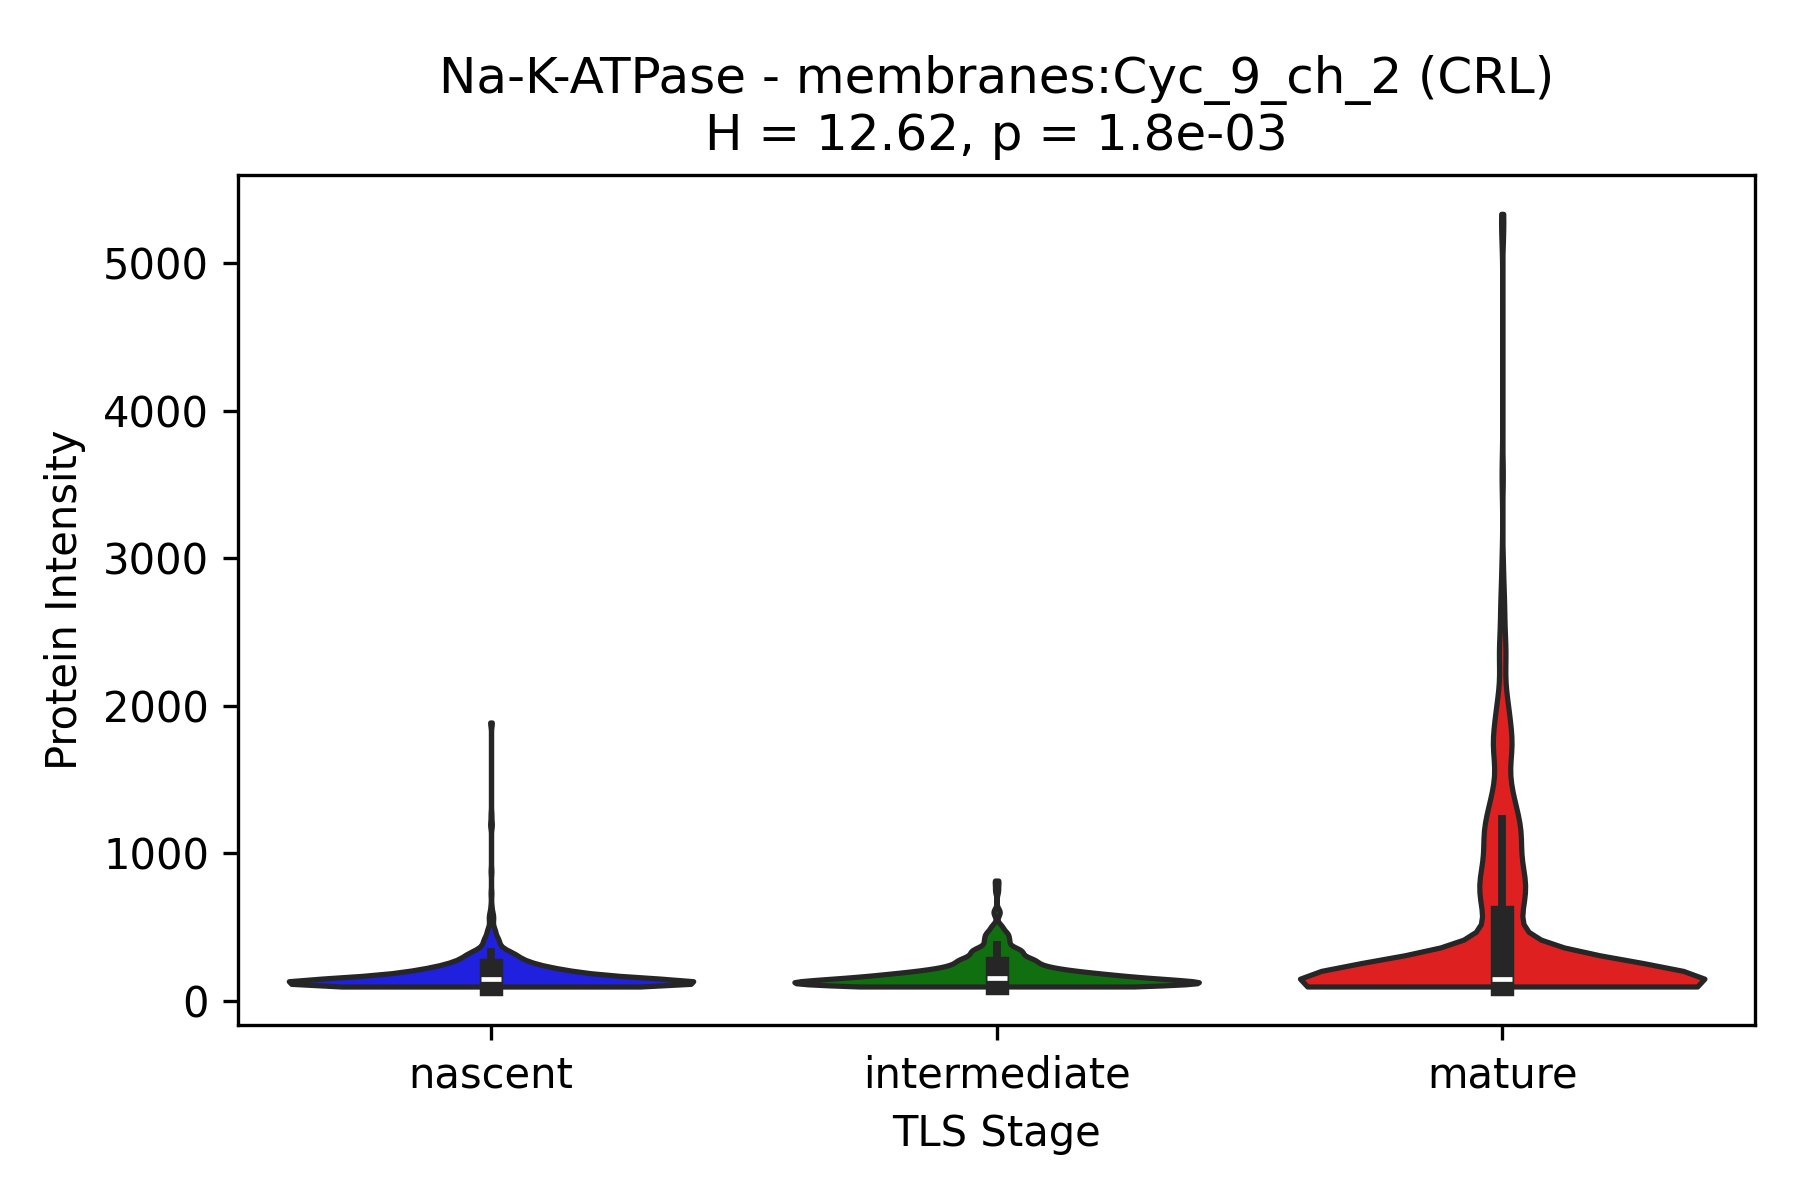 Na-K-ATPase - membranes:Cyc_9_ch_2 (CRL)
H = 12.62, p = 1.8e-03
Protein Intensity
5000
4000
3000
2000
1000
0
nascent intermediate mature
TLS Stage